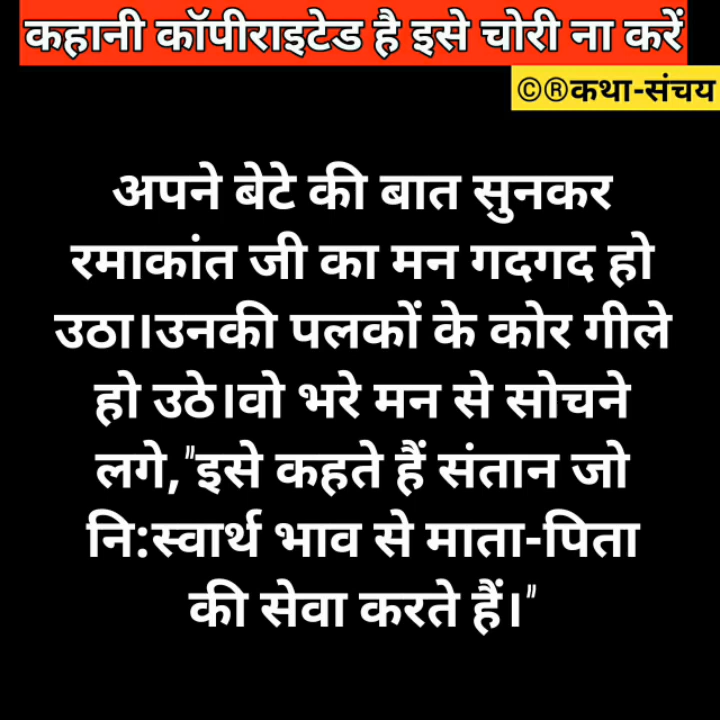 कहानी कॉपीराइटेड है इसे चोरी ना करें
©®कथा-संचय
अपने बेटे की बात सुनकर
रमाकांत जी का मन गदगद हो
उठा।उनकी पलकों के कोर गीले
हो उठे।वो भरे मन से सोचने
लगे,"इसे कहते हैं संतान जो
नि:स्वार्थ भाव से माता-पिता
की सेवा करते हैं।"